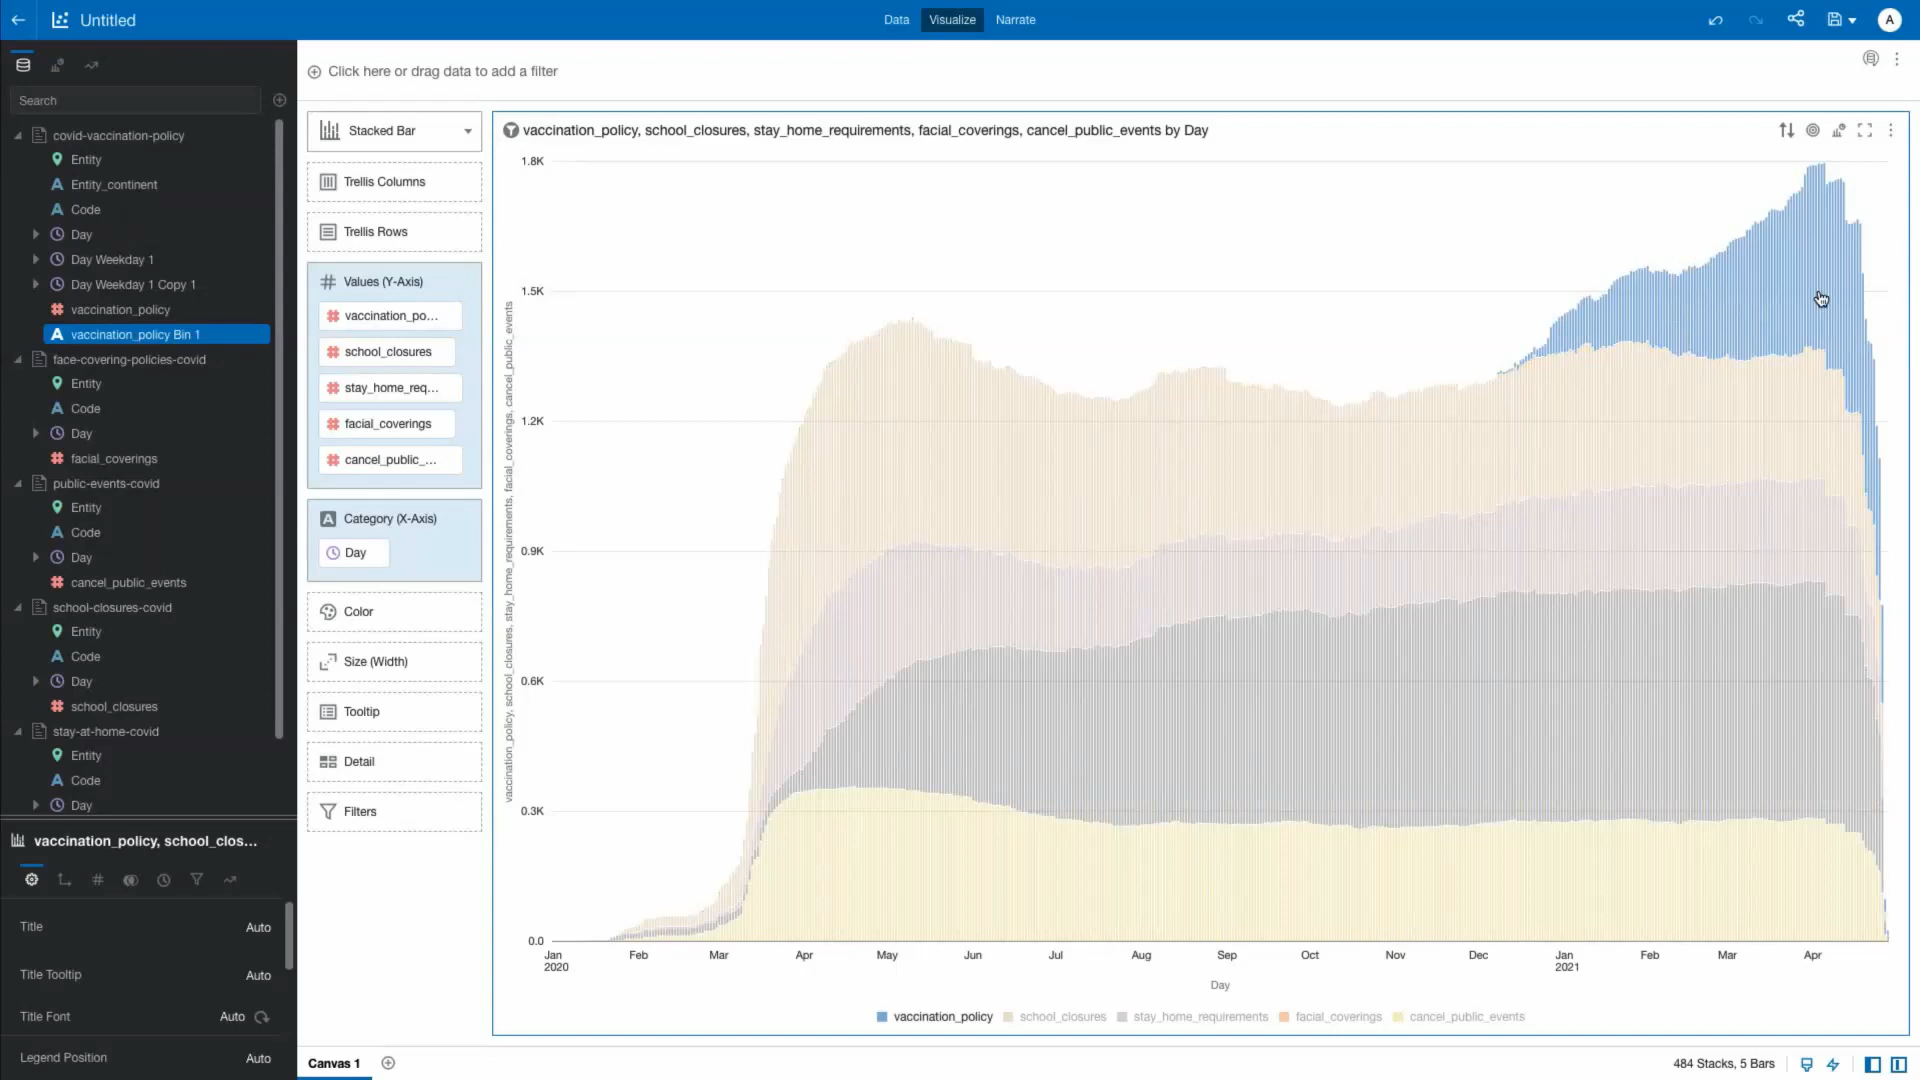 Untitled
Data
Visualize
Narrate
A
Search
Click here or drag data to add a filter
covid-vaccination-policy
Entity
Entity_continent
Code
Day
Day Weekday 1
Day Weekday 1 Copy 1
vaccination_policy
vaccination_policy Bin 1
face-covering-policies-covid
Entity
Code
Day
facial_coverings
public-events-covid
Entity
Code
Day
cancel_public_events
school-closures-covid
Entity
Code
Day
school_closures
stay-at-home-covid
Entity
Code
Day
vaccination_policy, school_clos...
Title
Auto
Title Tooltip
Auto
Title Font
Auto
Legend Position
Auto
Stacked Bar
Trellis Columns
Trellis Rows
Values (Y-Axis)
vaccination_po...
school_closures
stay_home_req...
facial_coverings
cancel_public_...
Category (X-Axis)
Day
Color
Size (Width)
Tooltip
Detail
Filters
vaccination_policy, school_closures, stay_home_requirements, facial_coverings, cancel_public_events by Day
vaccination_policy, school_closures, stay_home_requirements, facial_coverings, cancel_public_events
1.8K
1.5K
1.2K
0.9K
0.6K
0.3K
0.0
Jan 2020
Feb
Mar
Apr
May
Jun
Jul
Aug
Sep
Oct
Nov
Dec
Jan 2021
Feb
Mar
Apr
Day
vaccination_policy
school_closures
stay_home_requirements
facial_coverings
cancel_public_events
Canvas 1
484 Stacks, 5 Bars